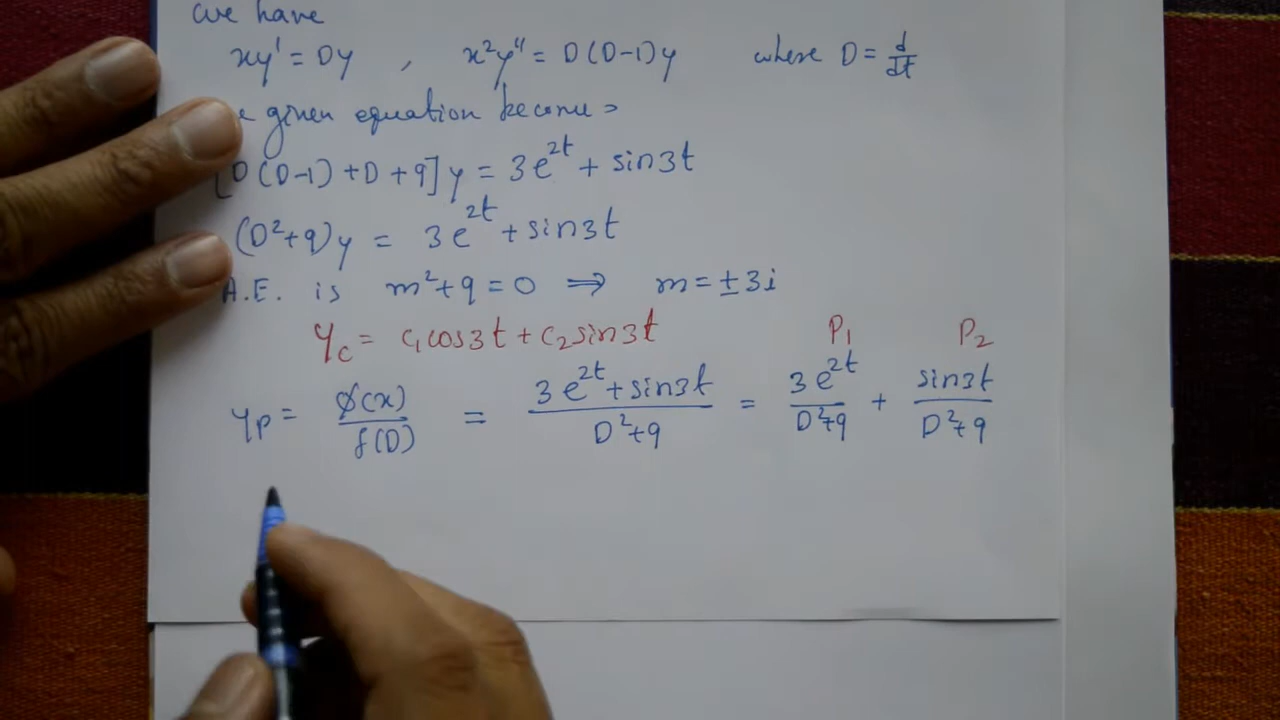 we have
xy' = Dy , x²y'' = D(D-1)y where D = d/dt
given equation becomes
[D(D-1) + D + 9]y = 3e^{2t} + sin3t
(D²+9)y = 3e^{2t} + sin3t
A.E. is m²+9 = 0 ⇒ m = ±3i
y_c = c₁cos3t + c₂sin3t P₁ P₂
y_p = φ(x)/f(D) = (3e^{2t} + sin3t)/(D²+9) = 3e^{2t}/(D²+9) + sin3t/(D²+9)